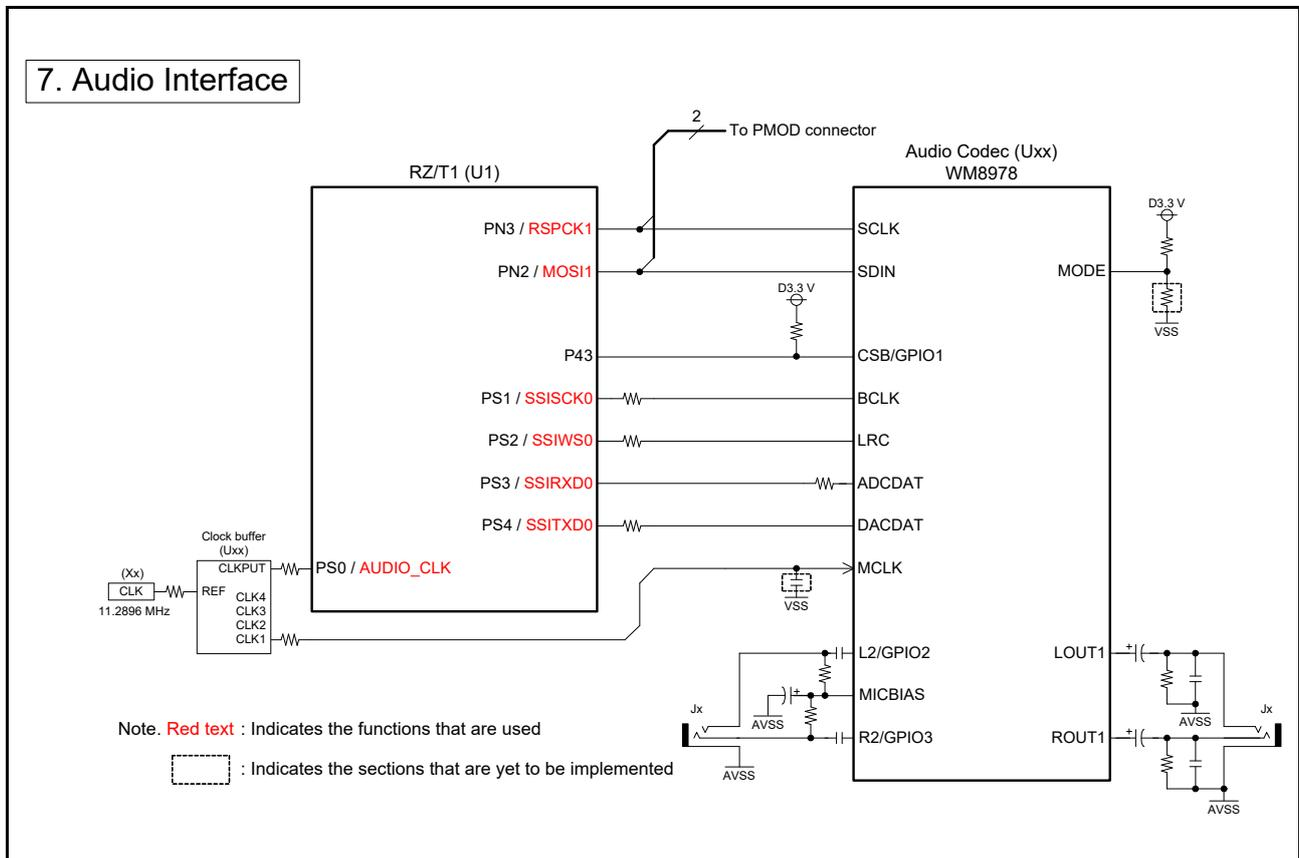 7. Audio Interface
2
To PMOD connector
RZ/T1 (U1)
Audio Codec (Uxx)
WM8978
PN3 / RSPCK1
PN2 / MOSI1
P43
PS1 / SSISCK0
PS2 / SSIWS0
PS3 / SSIRXD0
PS4 / SSITXD0
PS0 / AUDIO_CLK
D3.3 V
SCLK
SDIN
CSB/GPIO1
BCLK
LRC
ADCDAT
DACDAT
MCLK
VSS
L2/GPIO2
MICBIAS
R2/GPIO3
MODE
D3.3 V
VSS
LOUT1
ROUT1
Clock buffer
(Uxx)
CLKPUT
REF
CLK4
CLK3
CLK2
CLK1
(Xx)
CLK
11.2896 MHz
+
AVSS
Jx
AVSS
+
AVSS
Jx
+
AVSS
Note. Red text : Indicates the functions that are used
: Indicates the sections that are yet to be implemented